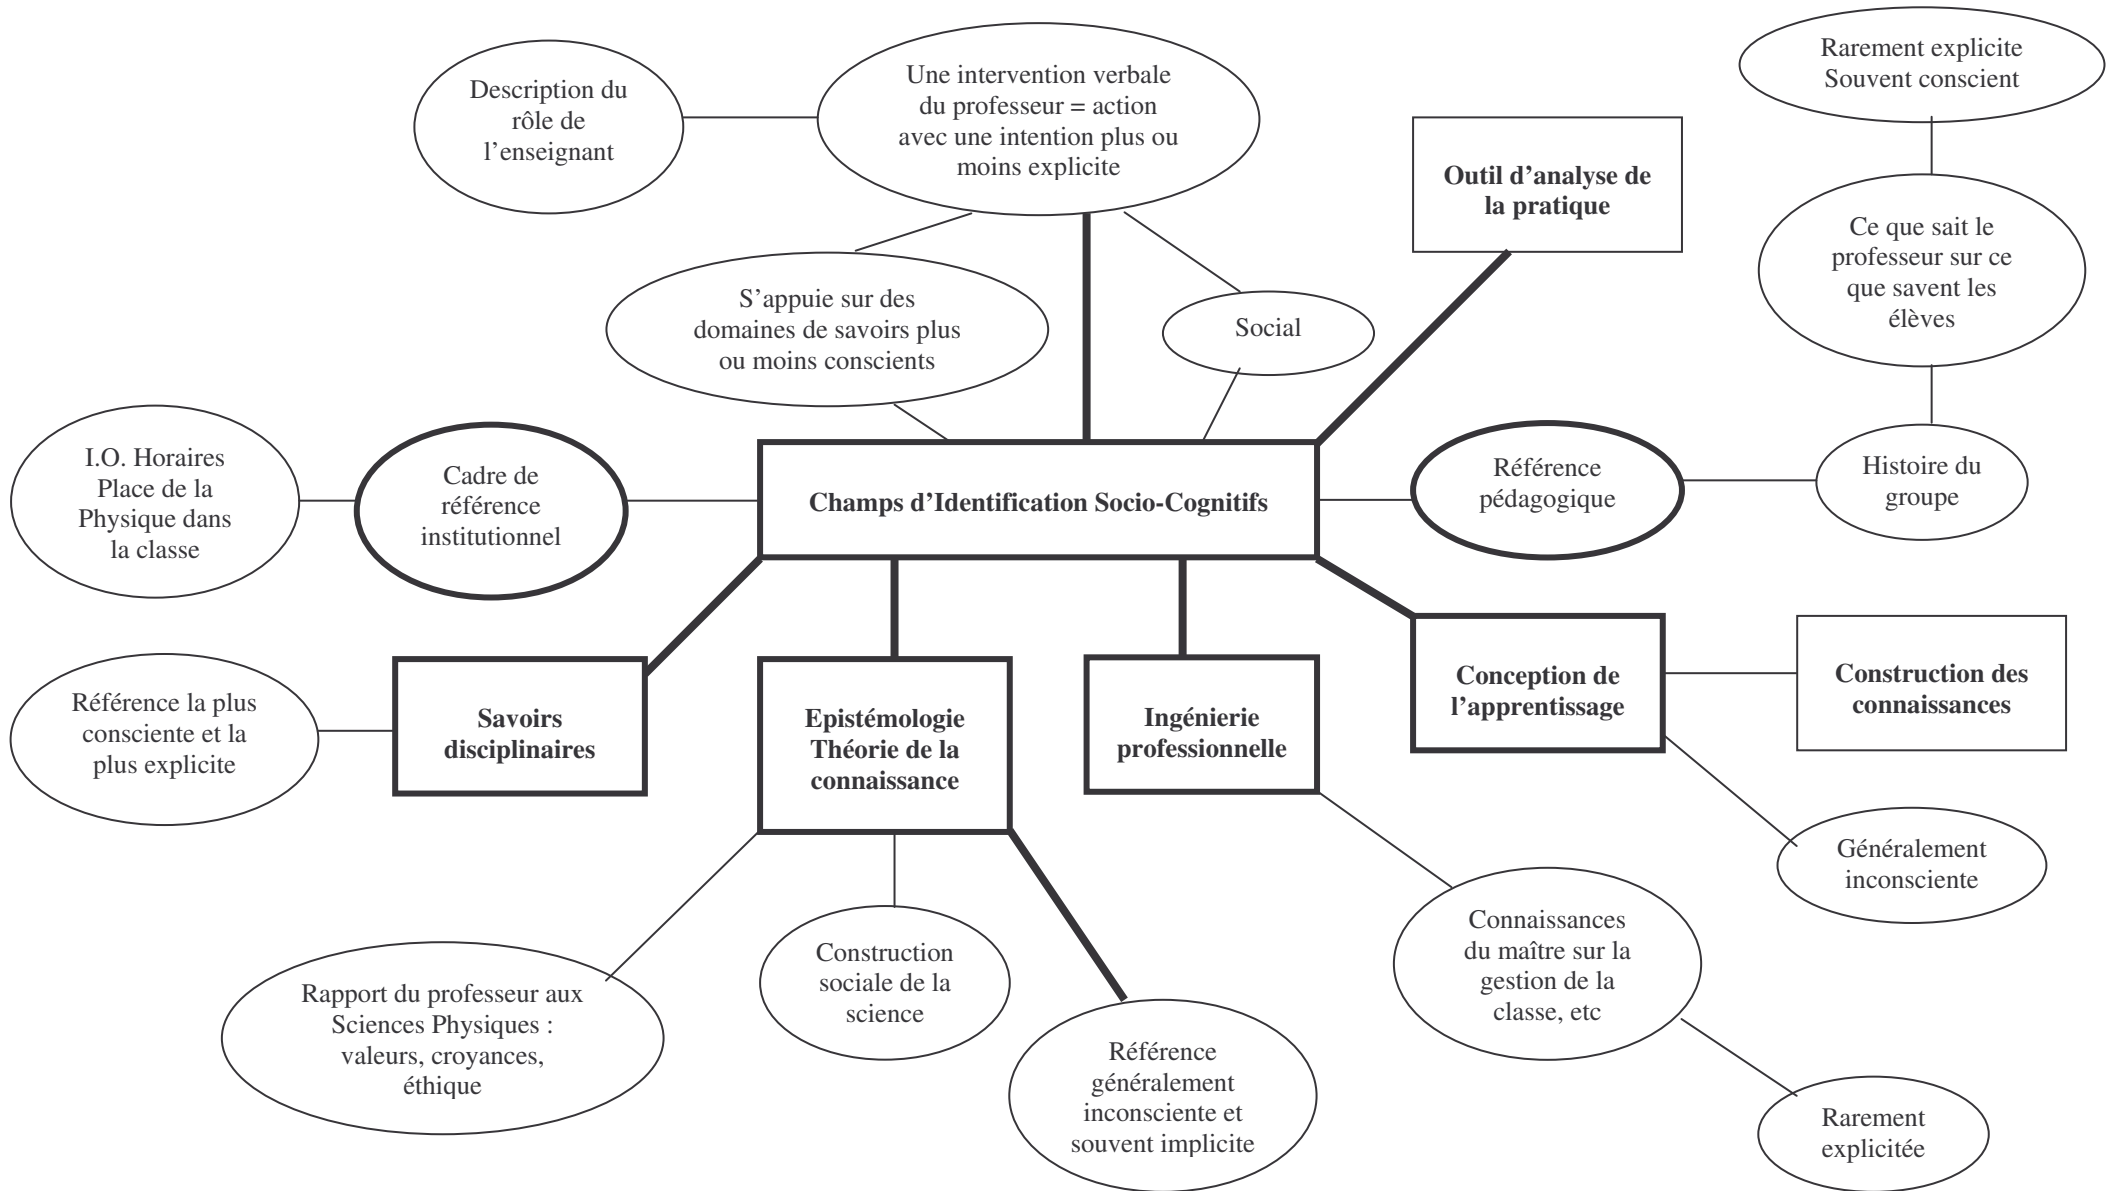 Rarement explicite
Souvent conscient
Description du
rôle de
l’enseignant
Une intervention verbale
du professeur = action
avec une intention plus ou
moins explicite
Outil d’analyse de
la pratique
Ce que sait le
professeur sur ce
que savent les
élèves
S’appuie sur des
domaines de savoirs plus
ou moins conscients
Social
I.O. Horaires
Place de la
Physique dans
la classe
Cadre de
référence
institutionnel
Champs d’Identification Socio-Cognitifs
Référence
pédagogique
Histoire du
groupe
Référence la plus
consciente et la
plus explicite
Savoirs
disciplinaires
Epistémologie
Théorie de la
connaissance
Ingénierie
professionnelle
Conception de
l’apprentissage
Construction des
connaissances
Généralement
inconsciente
Rapport du professeur aux
Sciences Physiques :
valeurs, croyances,
éthique
Construction
sociale de la
science
Référence
généralement
inconsciente et
souvent implicite
Connaissances
du maître sur la
gestion de la
classe, etc
Rarement
explicitée